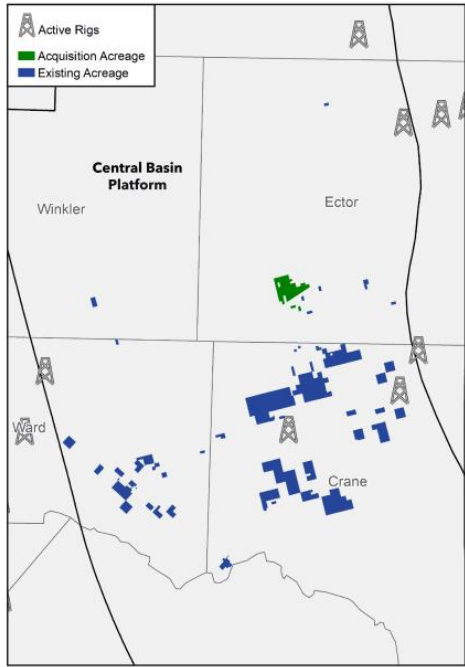 Active Rigs
Acquisition Acreage
Existing Acreage
Central Basin
Platform
Winkler
Ector
Ward
Crane